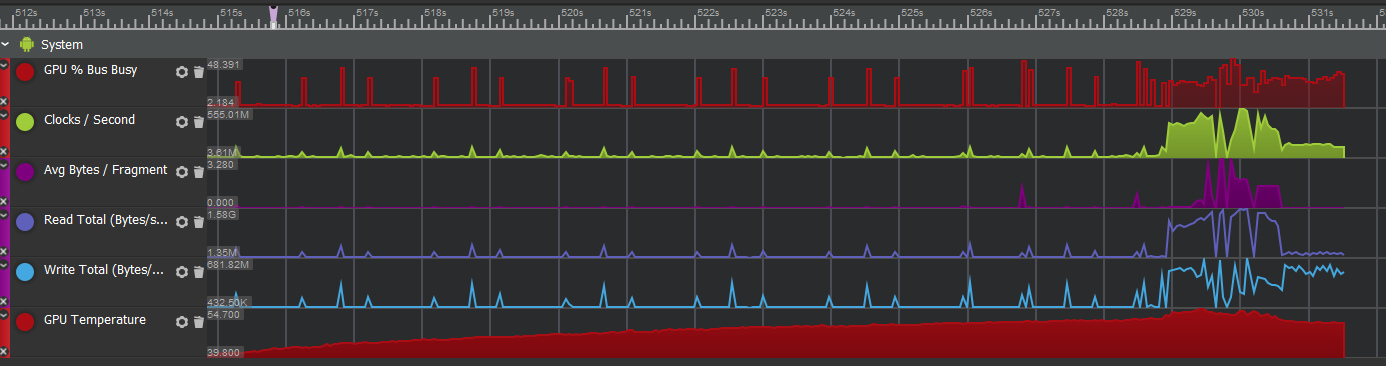 512s 513s 514s 515s 516s 517s 518s 519s 520s 521s 522s 523s 524s 525s 526s 527s 528s 529s 530s 531s
System
GPU % Bus Busy
48.391
2.184
Clocks / Second
555.01M
3.61M
Avg Bytes / Fragment
3.280
0.000
Read Total (Bytes/s...
1.58G
1.35M
Write Total (Bytes/...
681.82M
432.50K
GPU Temperature
54.700
39.800